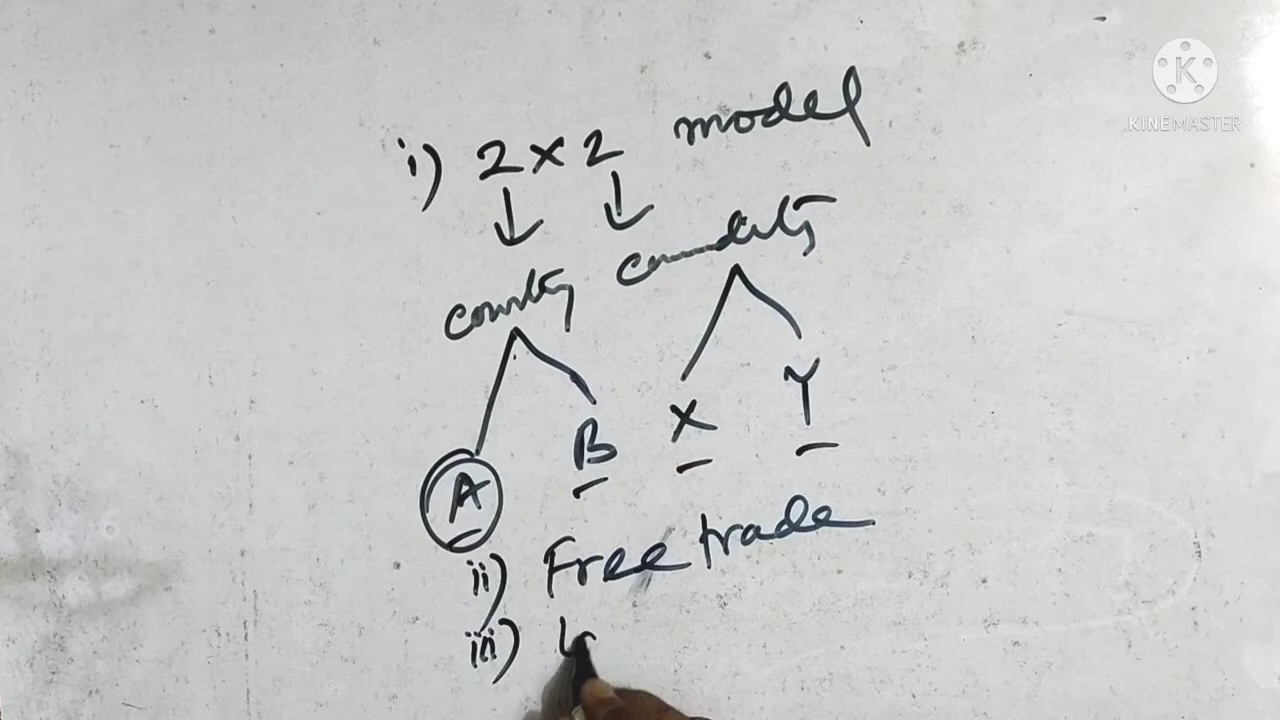 i) 2 x 2 model
↓ ↓
country commodity
A B X Y
ii) Free trade
iii)
K
KINEMASTER